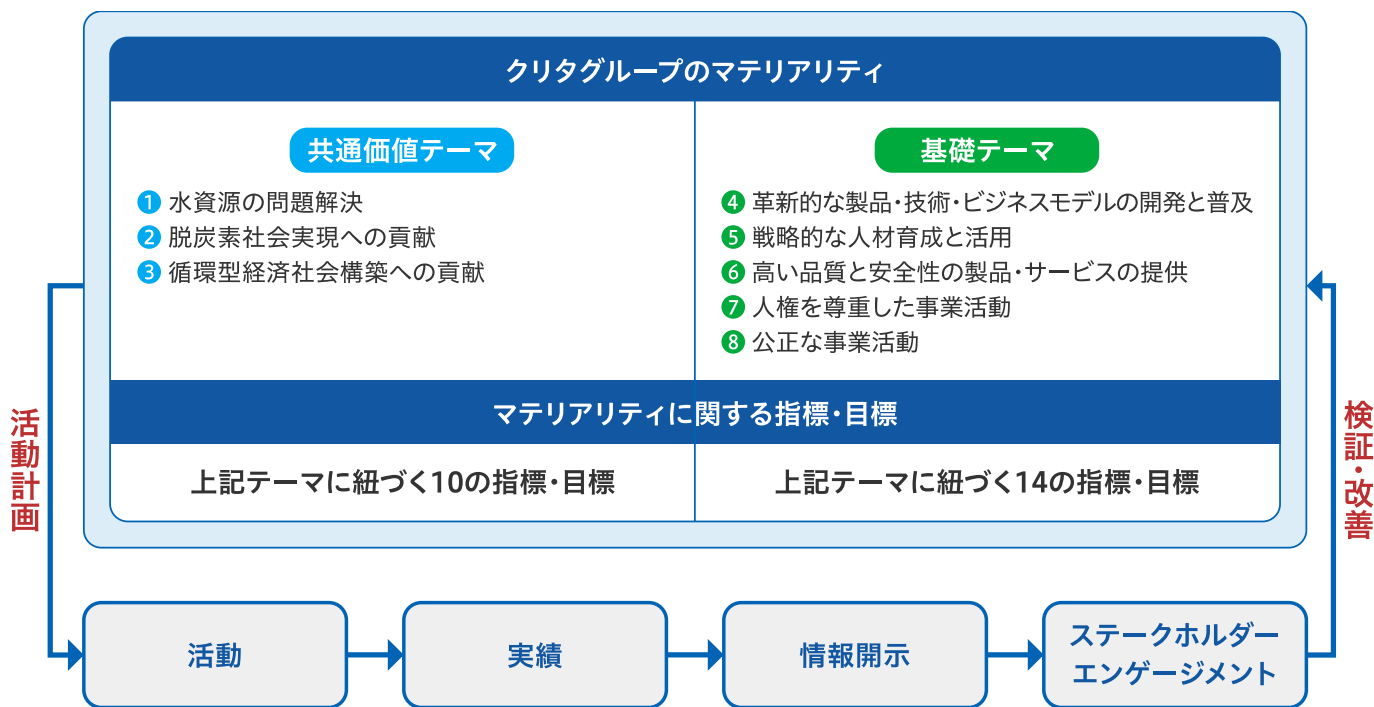 クリタグループのマテリアリティ
共通価値テーマ
❶ 水資源の問題解決
❷ 脱炭素社会実現への貢献
❸ 循環型経済社会構築への貢献
基礎テーマ
❹ 革新的な製品・技術・ビジネスモデルの開発と普及
❺ 戦略的な人材育成と活用
❻ 高い品質と安全性の製品・サービスの提供
❼ 人権を尊重した事業活動
❽ 公正な事業活動
マテリアリティに関する指標・目標
上記テーマに紐づく10の指標・目標
上記テーマに紐づく14の指標・目標
活動計画
活動
実績
情報開示
ステークホルダー
エンゲージメント
検証・改善